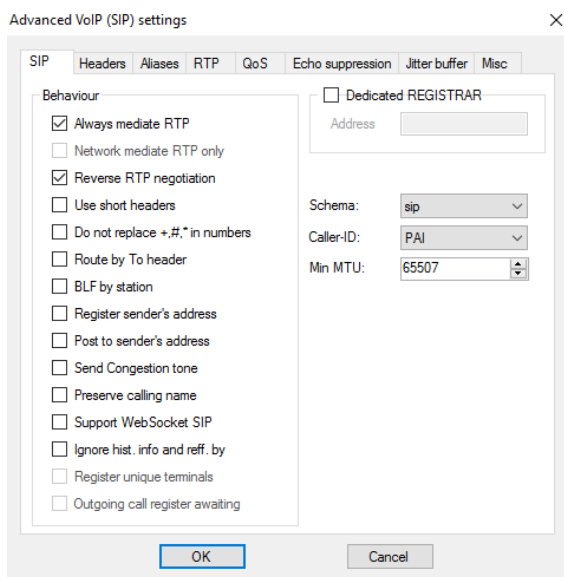 Advanced VoIP (SIP) settings
SIP Headers Aliases RTP QoS Echo suppression Jitter buffer Misc
Behaviour
Always mediate RTP
Network mediate RTP only
Reverse RTP negotiation
Use short headers
Do not replace +,#,* in numbers
Route by To header
BLF by station
Register sender's address
Post to sender's address
Send Congestion tone
Preserve calling name
Support WebSocket SIP
Ignore hist. info and reff. by
Register unique terminals
Outgoing call register awaiting
Dedicated REGISTRAR
Address
Schema: sip
Caller-ID: PAI
Min MTU: 65507
OK Cancel